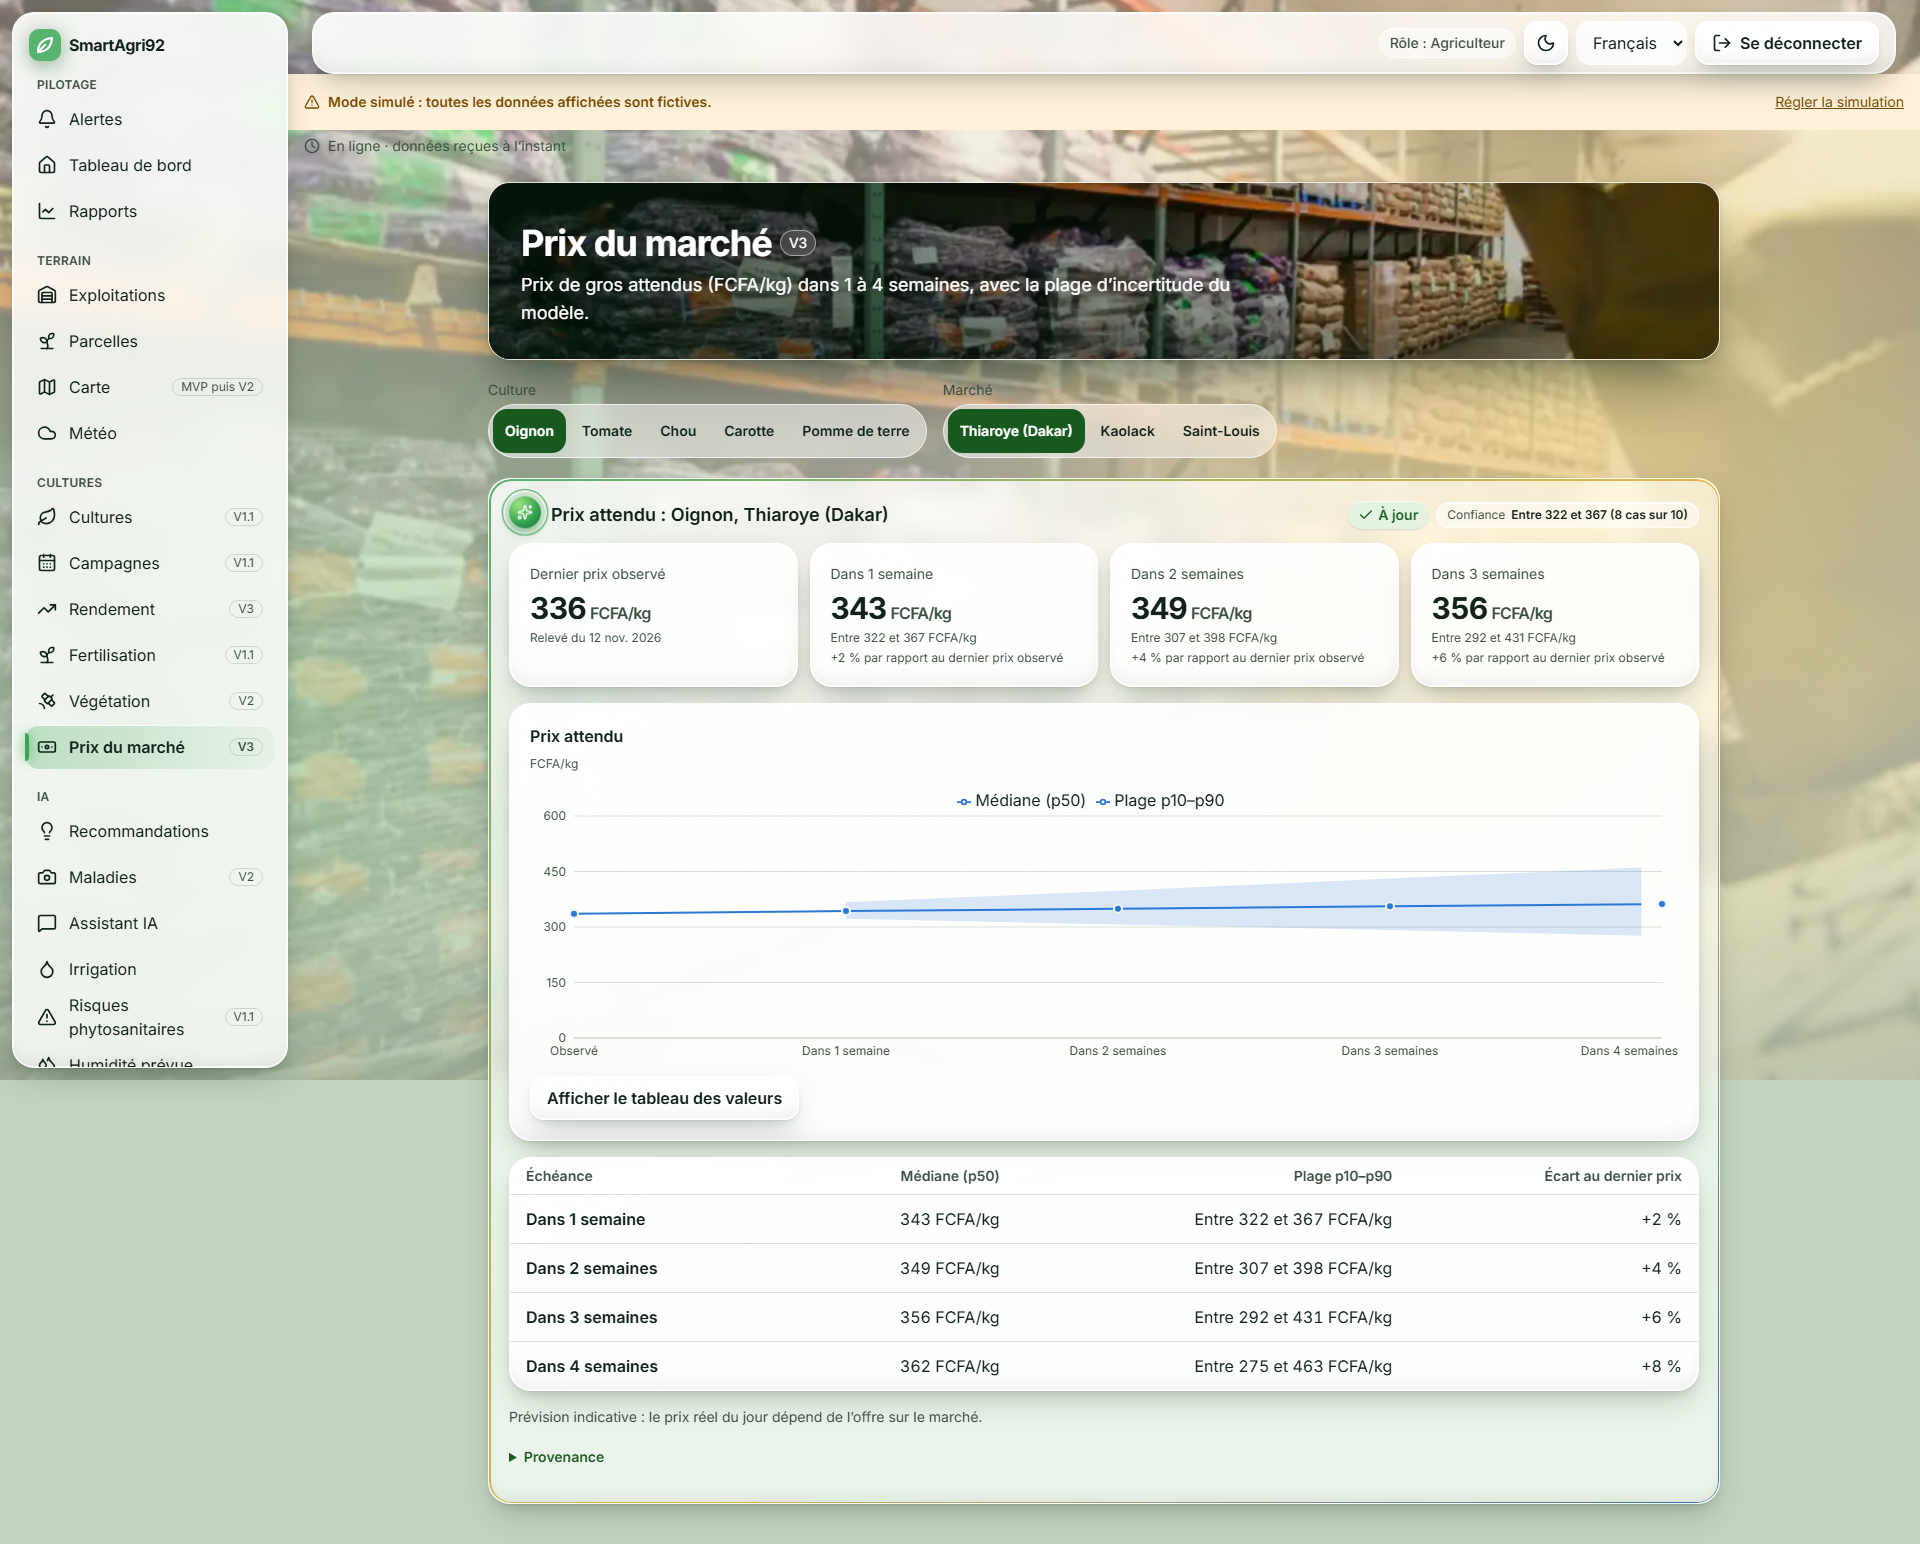 SmartAgri92
PILOTAGE
Alertes
Tableau de bord
Rapports
TERRAIN
Exploitations
Parcelles
Carte MVP puis V2
Météo
CULTURES
Cultures V1.1
Campagnes V1.1
Rendement V3
Fertilisation V1.1
Végétation V2
Prix du marché V3
IA
Recommandations
Maladies V2
Assistant IA
Irrigation
Risques
phytosanitaires V1.1
Humidité prévue
Rôle : Agriculteur Français Se déconnecter
Mode simulé : toutes les données affichées sont fictives. Régler la simulation
En ligne · données reçues à l’instant
Prix du marché V3
Prix de gros attendus (FCFA/kg) dans 1 à 4 semaines, avec la plage d’incertitude du
modèle.
Culture Marché
Oignon Tomate Chou Carotte Pomme de terre Thiaroye (Dakar) Kaolack Saint-Louis
Prix attendu : Oignon, Thiaroye (Dakar) À jour Confiance Entre 322 et 367 (8 cas sur 10)
Dernier prix observé
336 FCFA/kg
Relevé du 12 nov. 2026
Dans 1 semaine
343 FCFA/kg
Entre 322 et 367 FCFA/kg
+2 % par rapport au dernier prix observé
Dans 2 semaines
349 FCFA/kg
Entre 307 et 398 FCFA/kg
+4 % par rapport au dernier prix observé
Dans 3 semaines
356 FCFA/kg
Entre 292 et 431 FCFA/kg
+6 % par rapport au dernier prix observé
Prix attendu
FCFA/kg
Médiane (p50) Plage p10–p90
600
450
300
150
0
Observé Dans 1 semaine Dans 2 semaines Dans 3 semaines Dans 4 semaines
Afficher le tableau des valeurs
Échéance Médiane (p50) Plage p10–p90 Écart au dernier prix
Dans 1 semaine 343 FCFA/kg Entre 322 et 367 FCFA/kg +2 %
Dans 2 semaines 349 FCFA/kg Entre 307 et 398 FCFA/kg +4 %
Dans 3 semaines 356 FCFA/kg Entre 292 et 431 FCFA/kg +6 %
Dans 4 semaines 362 FCFA/kg Entre 275 et 463 FCFA/kg +8 %
Prévision indicative : le prix réel du jour dépend de l’offre sur le marché.
Provenance